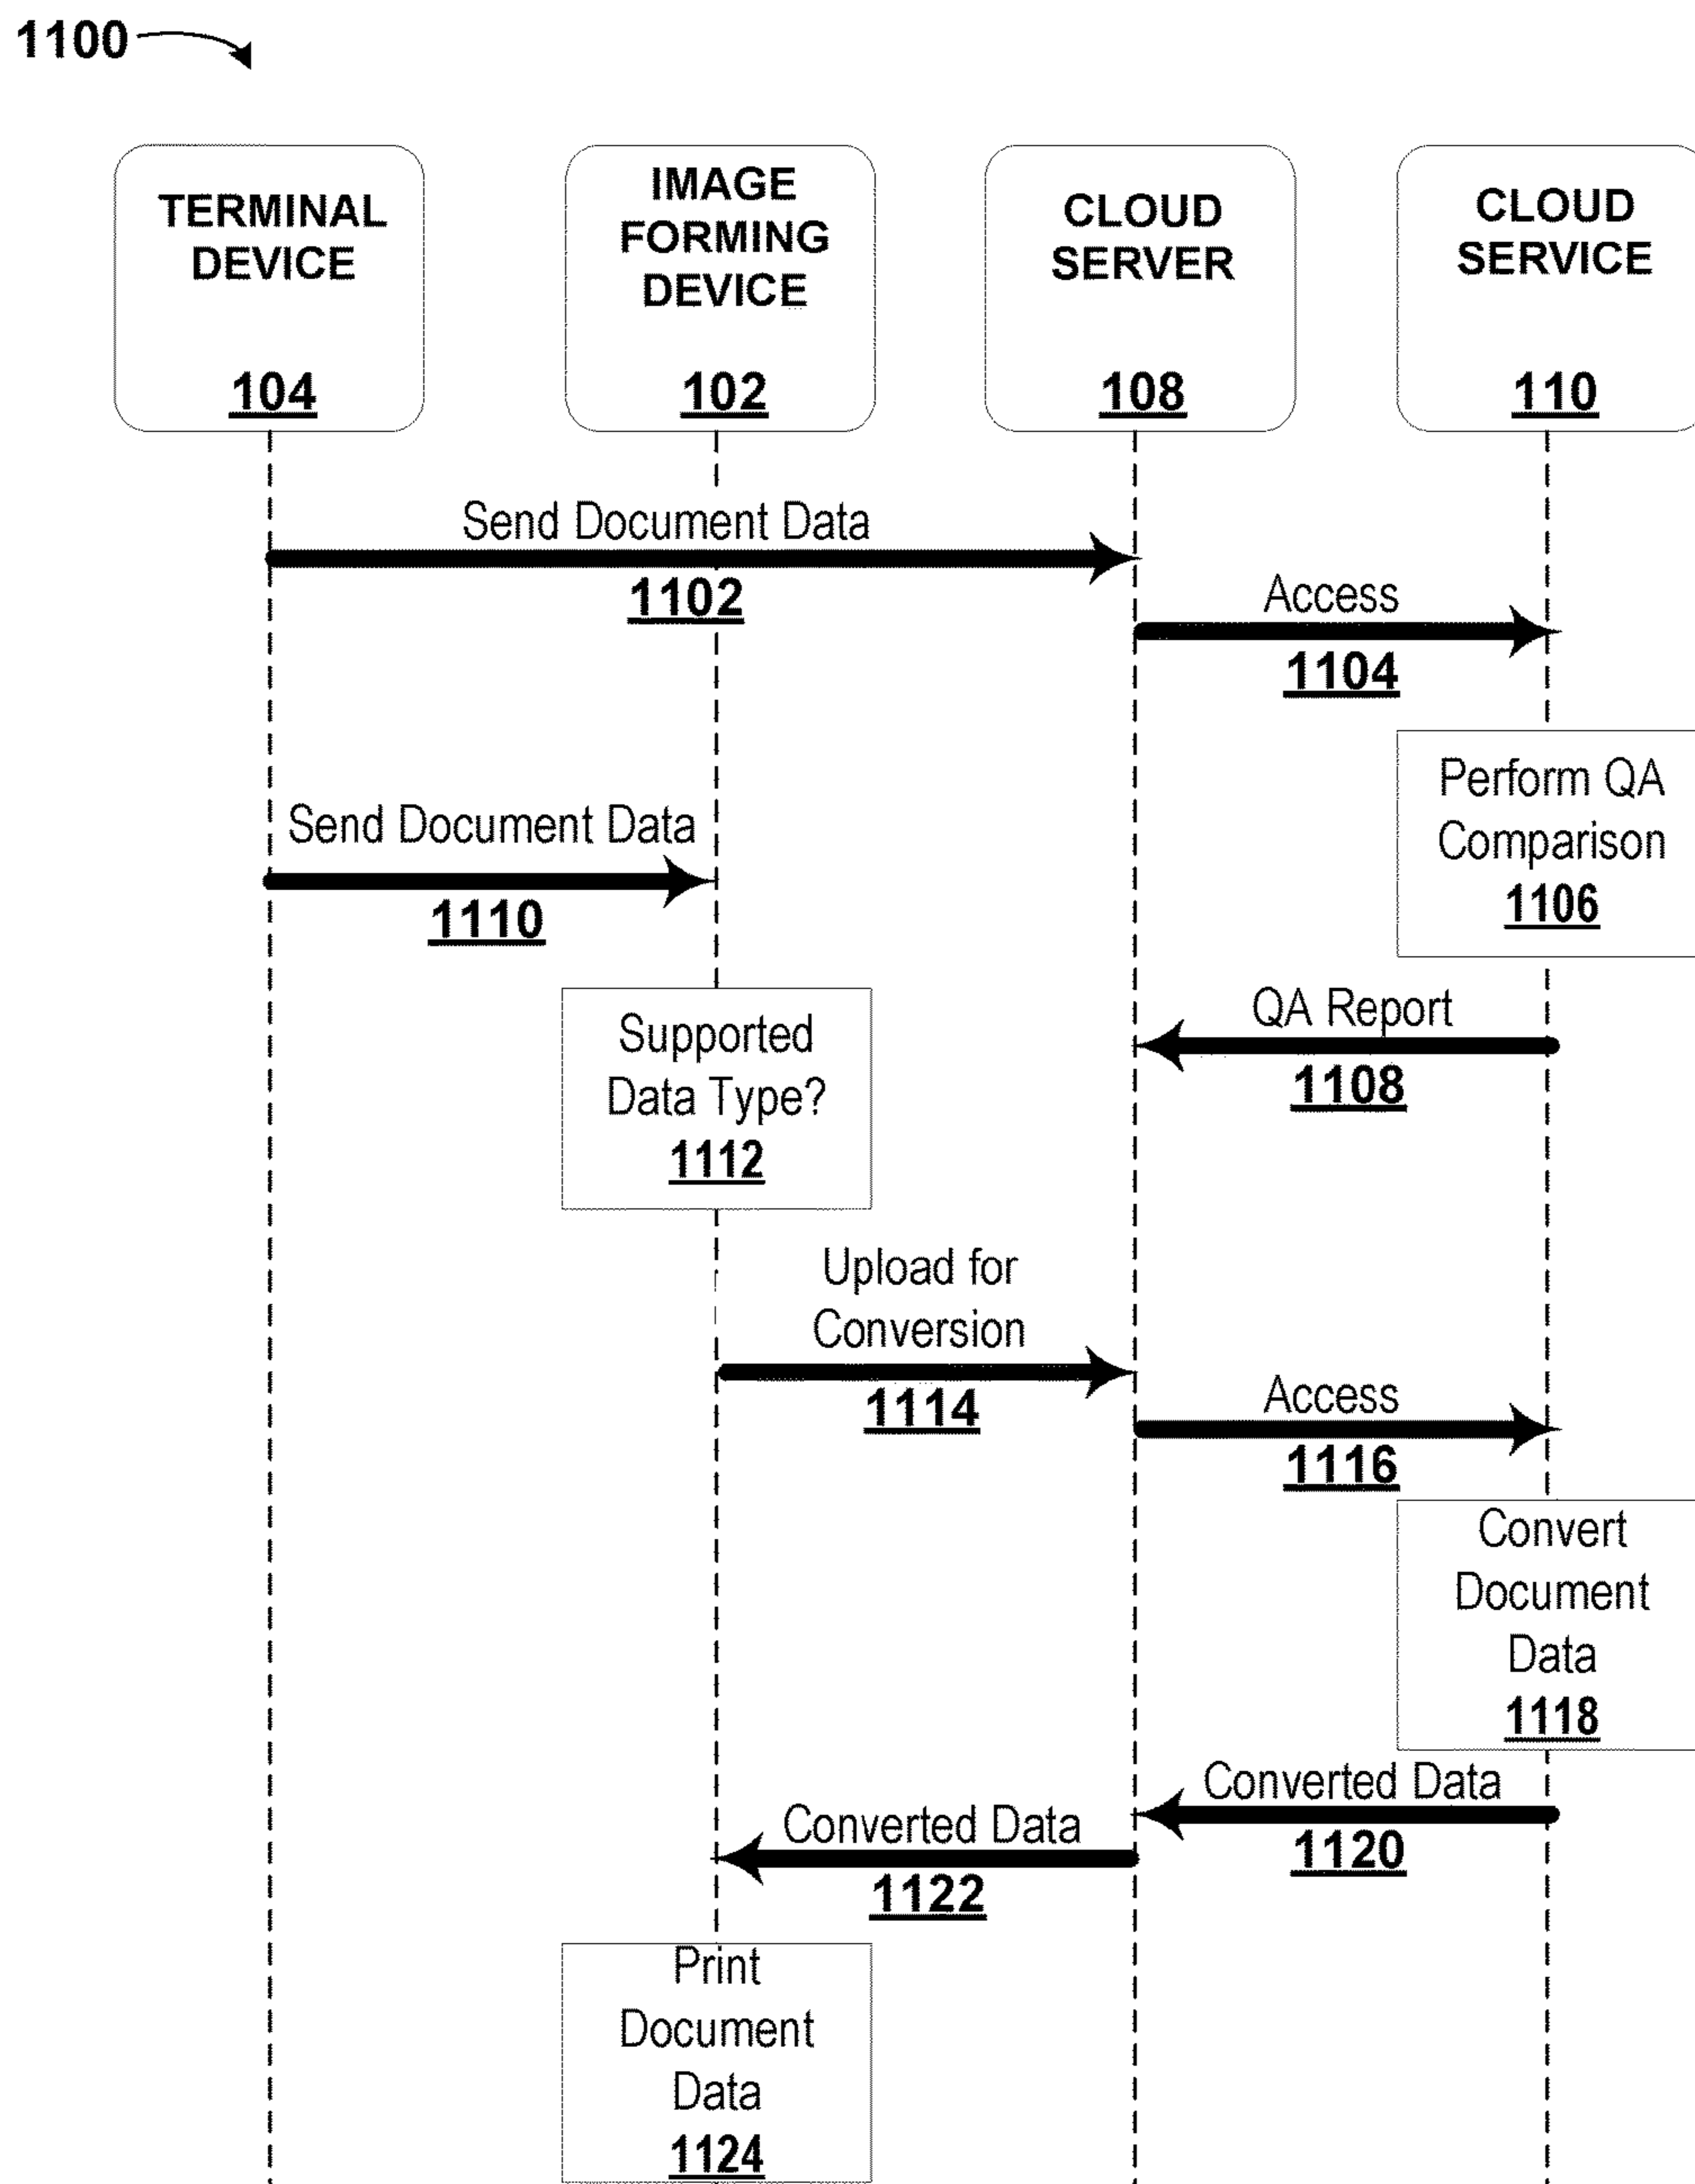 1100
TERMINAL
DEVICE
104
IMAGE
FORMING
DEVICE
102
CLOUD
SERVER
108
CLOUD
SERVICE
110
Send Document Data
1102
Access
1104
Perform QA
Comparison
1106
Send Document Data
1110
QA Report
1108
Supported
Data Type?
1112
Upload for
Conversion
1114
Access
1116
Convert
Document
Data
1118
Converted Data
1120
Converted Data
1122
Print
Document
Data
1124